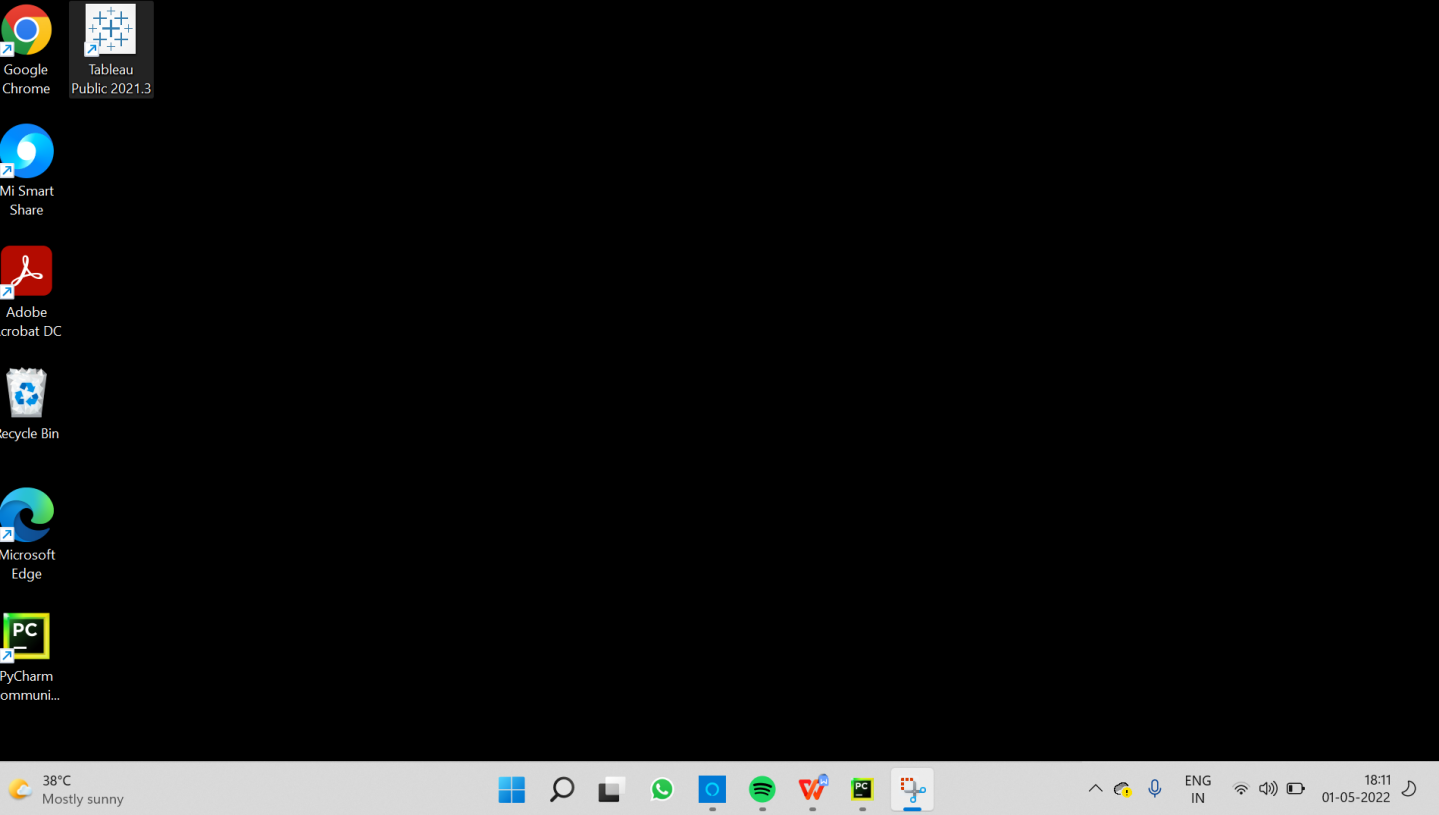 Google
Chrome
Tableau
Public 2021.3
Mi Smart
Share
Adobe
crobat DC
ecycle Bin
Microsoft
Edge
PC
PyCharm
ommuni...
38°C
Mostly sunny
PC
ENG
IN
18:11
01-05-2022